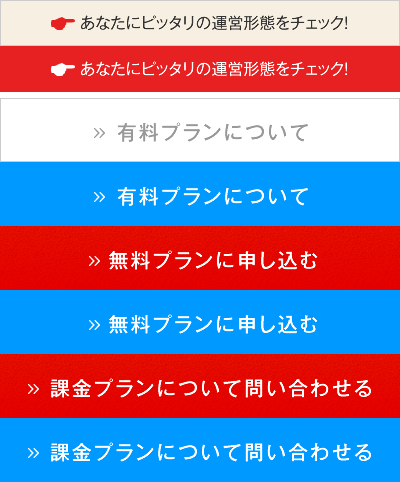 あなたにピッタリの運営形態をチェック!
あなたにピッタリの運営形態をチェック!
» 有料プランについて
» 有料プランについて
» 無料プランに申し込む
» 無料プランに申し込む
» 課金プランについて問い合わせる
» 課金プランについて問い合わせる